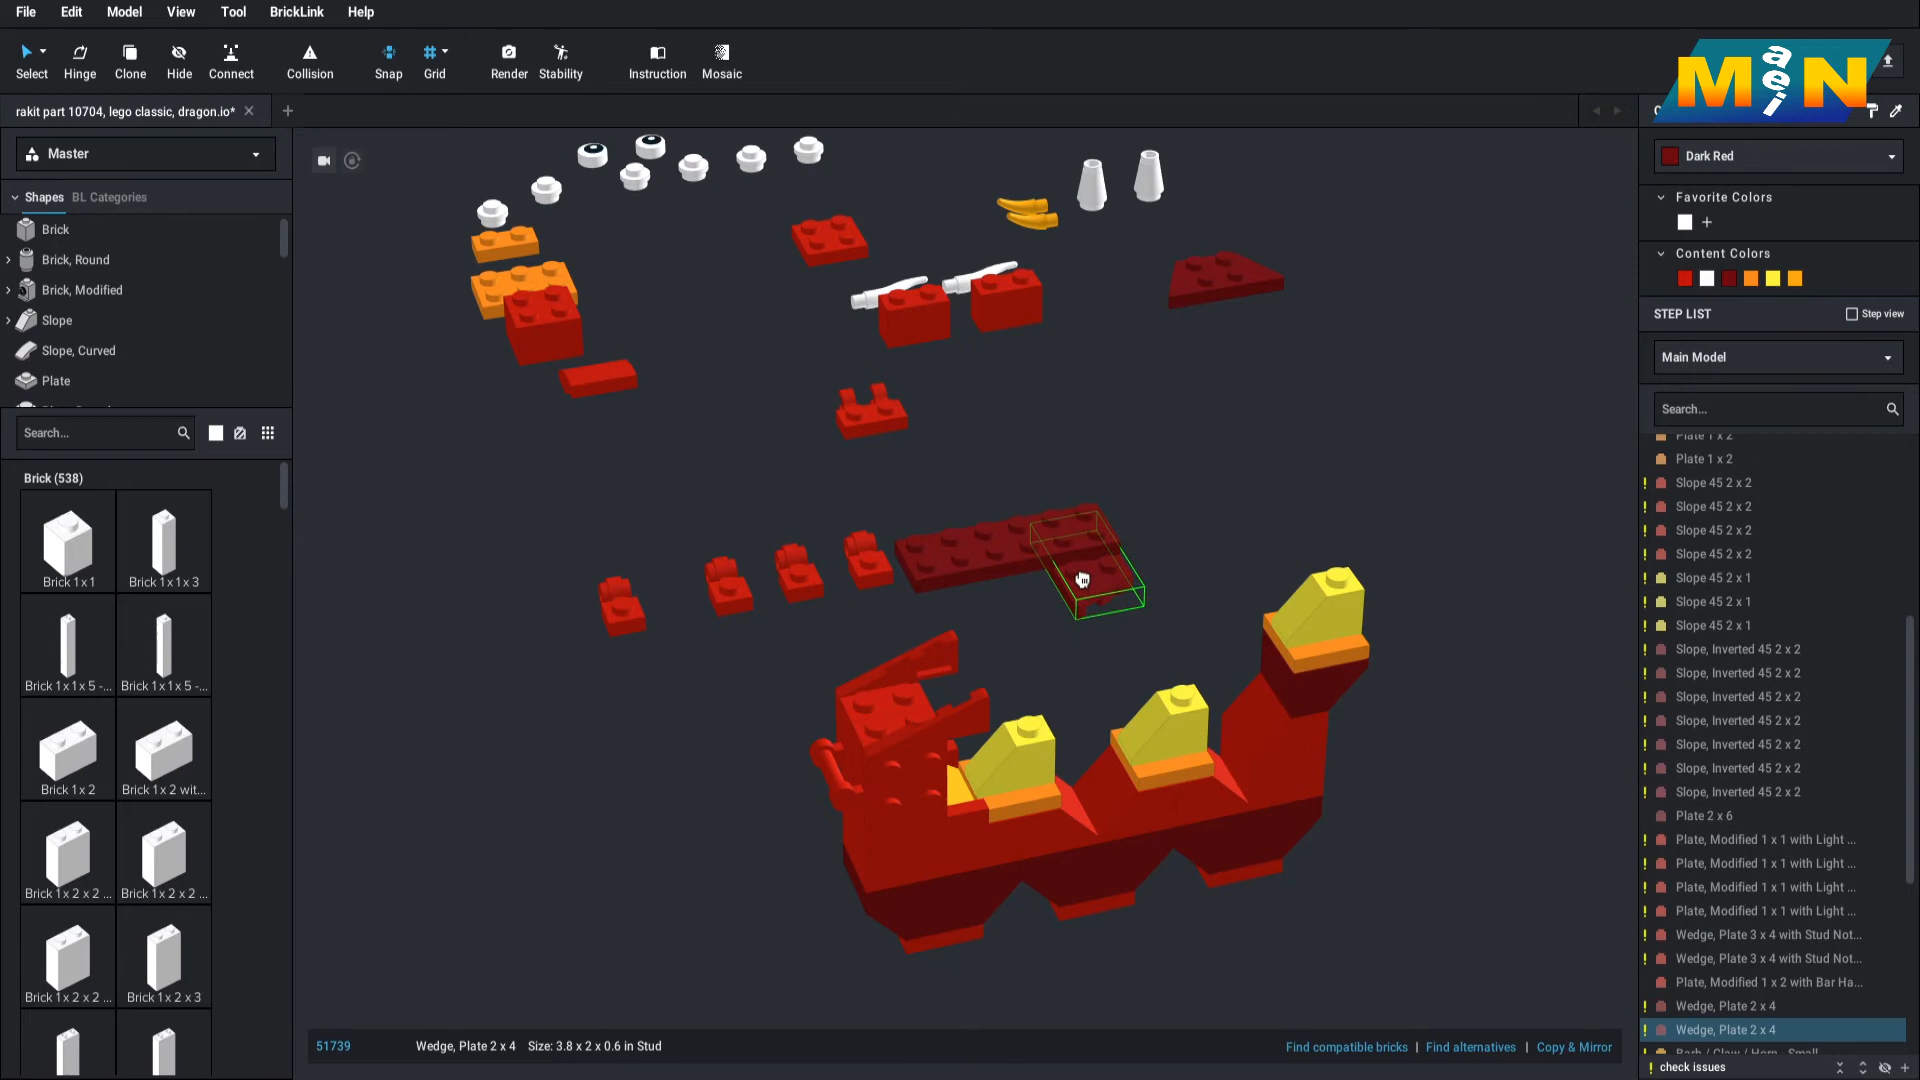 File Edit Model View Tool BrickLink Help
Select Hinge Clone Hide Connect Collision Snap Grid Render Stability Instruction Mosaic
MaeiN
rakit part 10704, lego classic, dragon.io*
Master
Shapes BL Categories
Brick
Brick, Round
Brick, Modified
Slope
Slope, Curved
Plate
Search...
Brick (538)
Brick 1 x 1 Brick 1 x 1 x 3
Brick 1 x 1 x 5 -... Brick 1 x 1 x 5 -...
Brick 1 x 2 Brick 1 x 2 wit...
Brick 1 x 2 x 2 ... Brick 1 x 2 x 2 ...
Brick 1 x 2 x 2 ... Brick 1 x 2 x 3
51739 Wedge, Plate 2 x 4 Size: 3.8 x 2 x 0.6 in Stud
Find compatible bricks | Find alternatives | Copy & Mirror
Dark Red
Favorite Colors
Content Colors
STEP LIST Step view
Main Model
Search...
Plate 1 x 2
Plate 1 x 2
Slope 45 2 x 2
Slope 45 2 x 2
Slope 45 2 x 2
Slope 45 2 x 2
Slope 45 2 x 1
Slope 45 2 x 1
Slope 45 2 x 1
Slope, Inverted 45 2 x 2
Slope, Inverted 45 2 x 2
Slope, Inverted 45 2 x 2
Slope, Inverted 45 2 x 2
Slope, Inverted 45 2 x 2
Slope, Inverted 45 2 x 2
Slope, Inverted 45 2 x 2
Plate 2 x 6
Plate, Modified 1 x 1 with Light ...
Plate, Modified 1 x 1 with Light ...
Plate, Modified 1 x 1 with Light ...
Plate, Modified 1 x 1 with Light ...
Wedge, Plate 3 x 4 with Stud Not...
Wedge, Plate 3 x 4 with Stud Not...
Plate, Modified 1 x 2 with Bar Ha...
Wedge, Plate 2 x 4
Wedge, Plate 2 x 4
Barb / Claw / Horn - Small
check issues